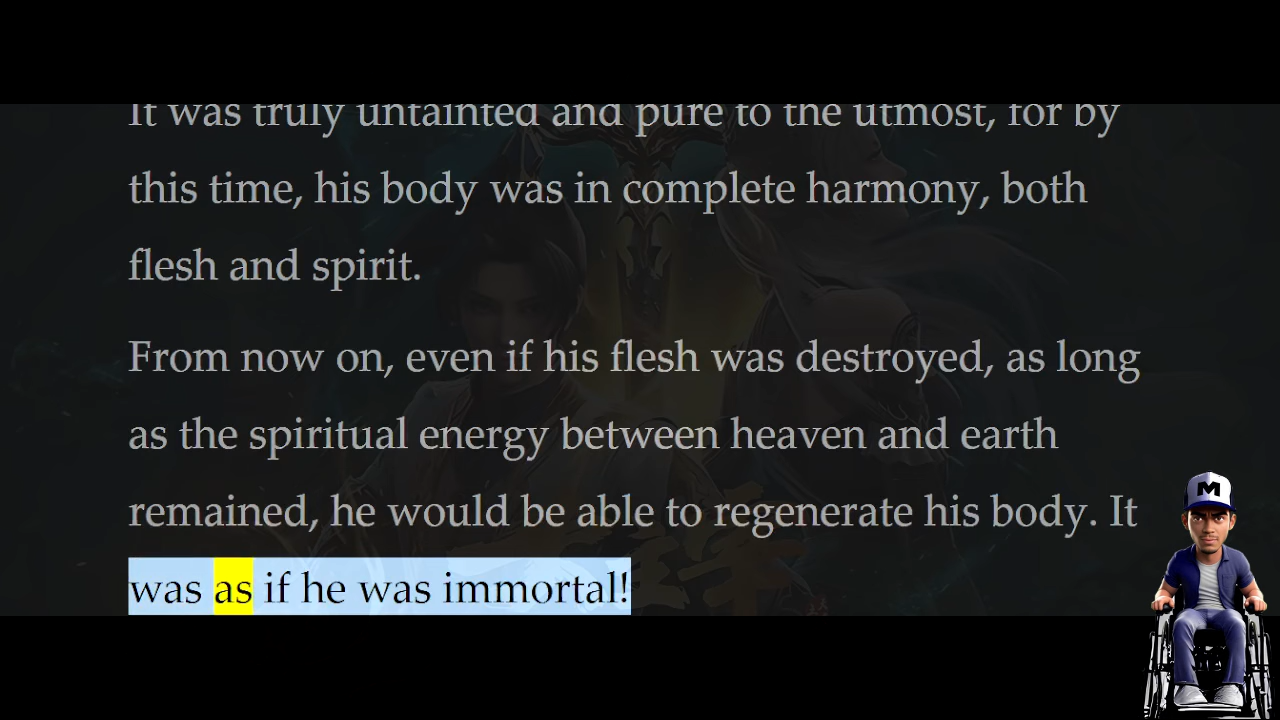 It was truly untainted and pure to the utmost, for by
this time, his body was in complete harmony, both
flesh and spirit.
From now on, even if his flesh was destroyed, as long
as the spiritual energy between heaven and earth
remained, he would be able to regenerate his body. It
was as if he was immortal!
M
M